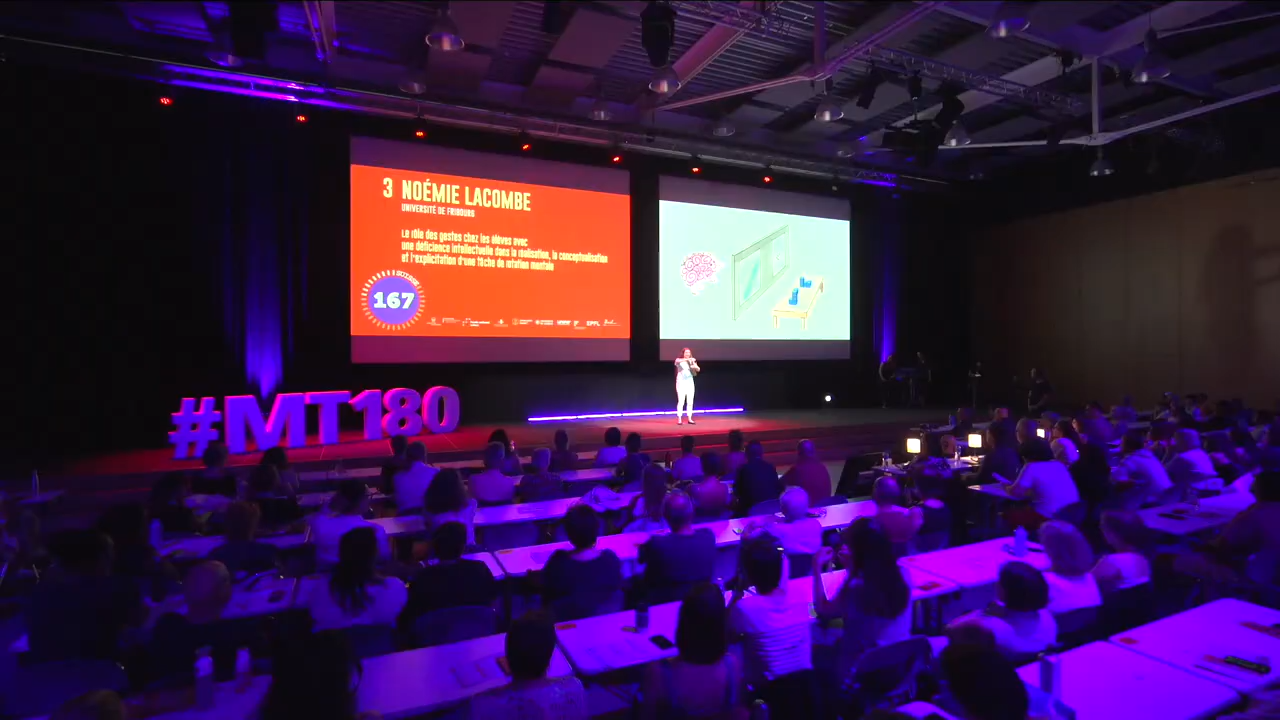 3 NOÉMIE LACOMBE
UNIVERSITÉ DE FRIBOURG
Le rôle des gestes chez les élèves avec
une déficience intellectuelle dans la réalisation, la conceptualisation
et l'explicitation d'une tâche de rotation mentale
167
EPFL
#MT180